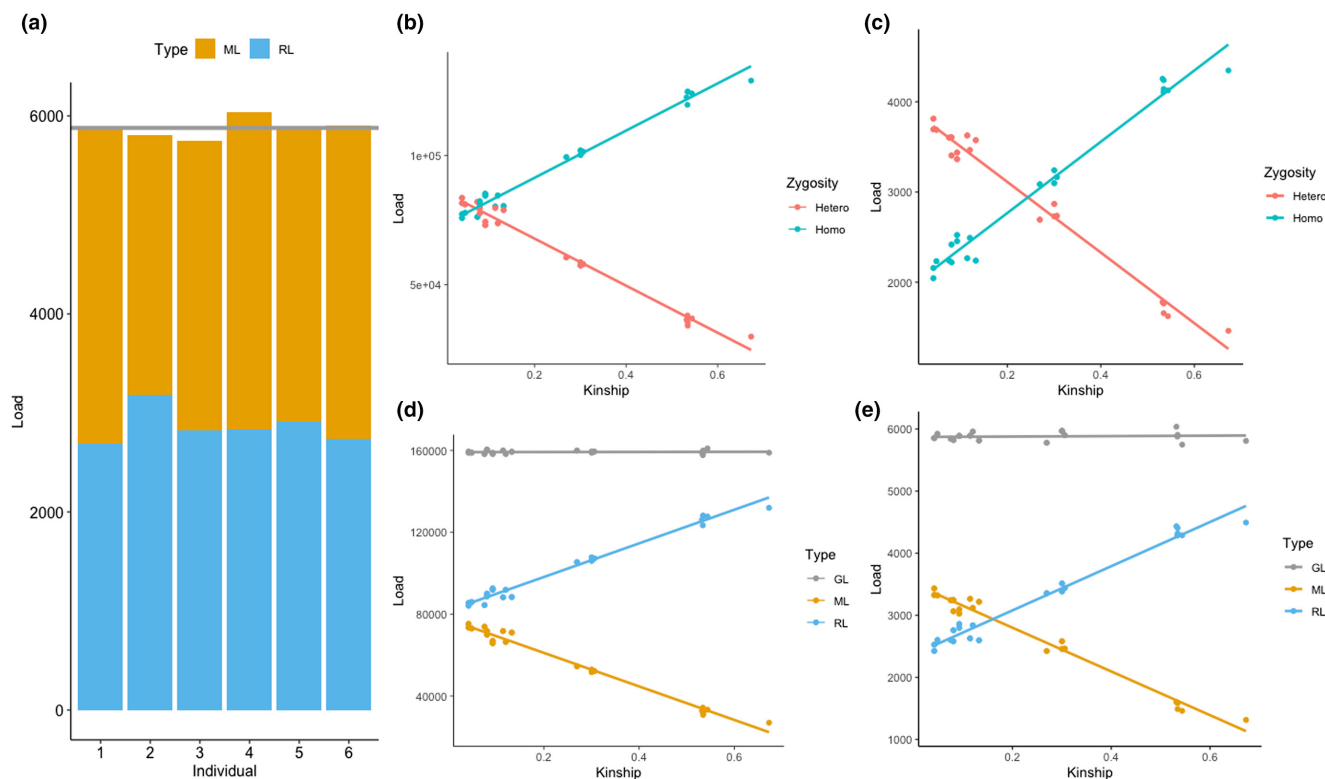 (a)
Type ML RL
6000
4000
2000
0
Load
1 2 3 4 5 6
Individual
(b)
1e+05
5e+04
Load
0.2 0.4 0.6
Kinship
Zygosity
Hetero
Homo
(c)
4000
3000
2000
Load
0.2 0.4 0.6
Kinship
Zygosity
Hetero
Homo
(d)
160000
120000
80000
40000
Load
0.2 0.4 0.6
Kinship
Type
GL
ML
RL
(e)
6000
5000
4000
3000
2000
1000
Load
0.2 0.4 0.6
Kinship
Type
GL
ML
RL